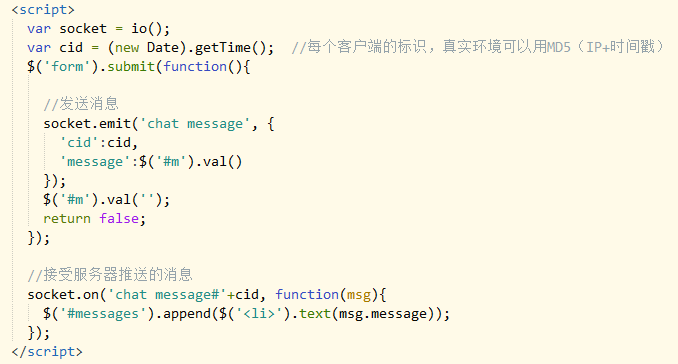 <script>
var socket = io();
var cid = (new Date).getTime();  //每个客户端的标识，真实环境可以用MD5（IP+时间戳）
$('form').submit(function(){
//发送消息
socket.emit('chat message', {
'cid':cid,
'message':$('#m').val()
});
$('#m').val('');
return false;
});
//接受服务器推送的消息
socket.on('chat message#'+cid, function(msg){
$('#messages').append($('<li>').text(msg.message));
});
</script>